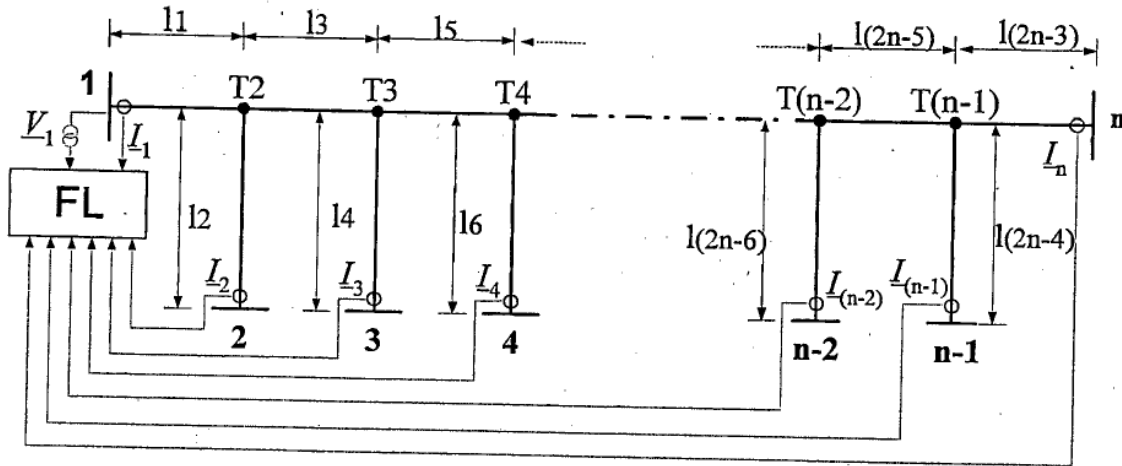 l1 l3 l5 l(2n-5) l(2n-3)
1 T2 T3 T4 T(n-2) T(n-1) n
V1 I1 In
FL l2 l4 l6 l(2n-6) l(2n-4)
I2 I3 I4 I(n-2) I(n-1)
2 3 4 n-2 n-1